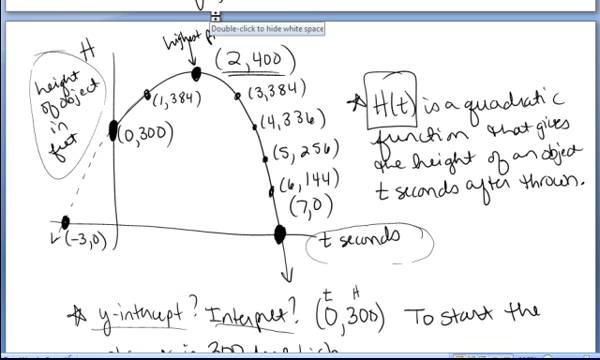 Double-click to hide white space
H
highest
(2,400)
height
of object
in
feet
(1,384)
(3,384)
(0,300)
(4,336)
(5,256)
(6,144)
(7,0)
(-3,0)
t seconds
* H(t) is a quadratic
function that gives
the height of an object
t seconds after thrown.
t H
* y-intercept? Interpret? (0,300) To start the